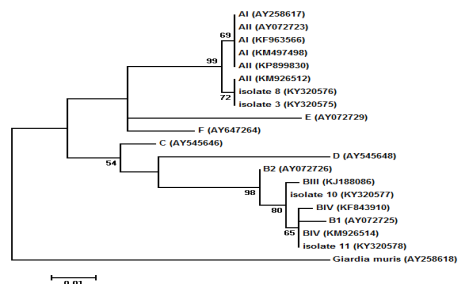 AI (AY258617)
AII (AY072723)
69
AI (KF963566)
AI (KM497498)
99
AII (KP899830)
AII (KM926512)
isolate 8 (KY320576)
72
isolate 3 (KY320575)
E (AY072729)
F (AY647264)
C (AY545646)
54
D (AY545648)
B2 (AY072726)
BIII (KJ188086)
98
isolate 10 (KY320577)
80
BIV (KF843910)
B1 (AY072725)
65
BIV (KM926514)
isolate 11 (KY320578)
Giardia muris (AY258618)
0.01